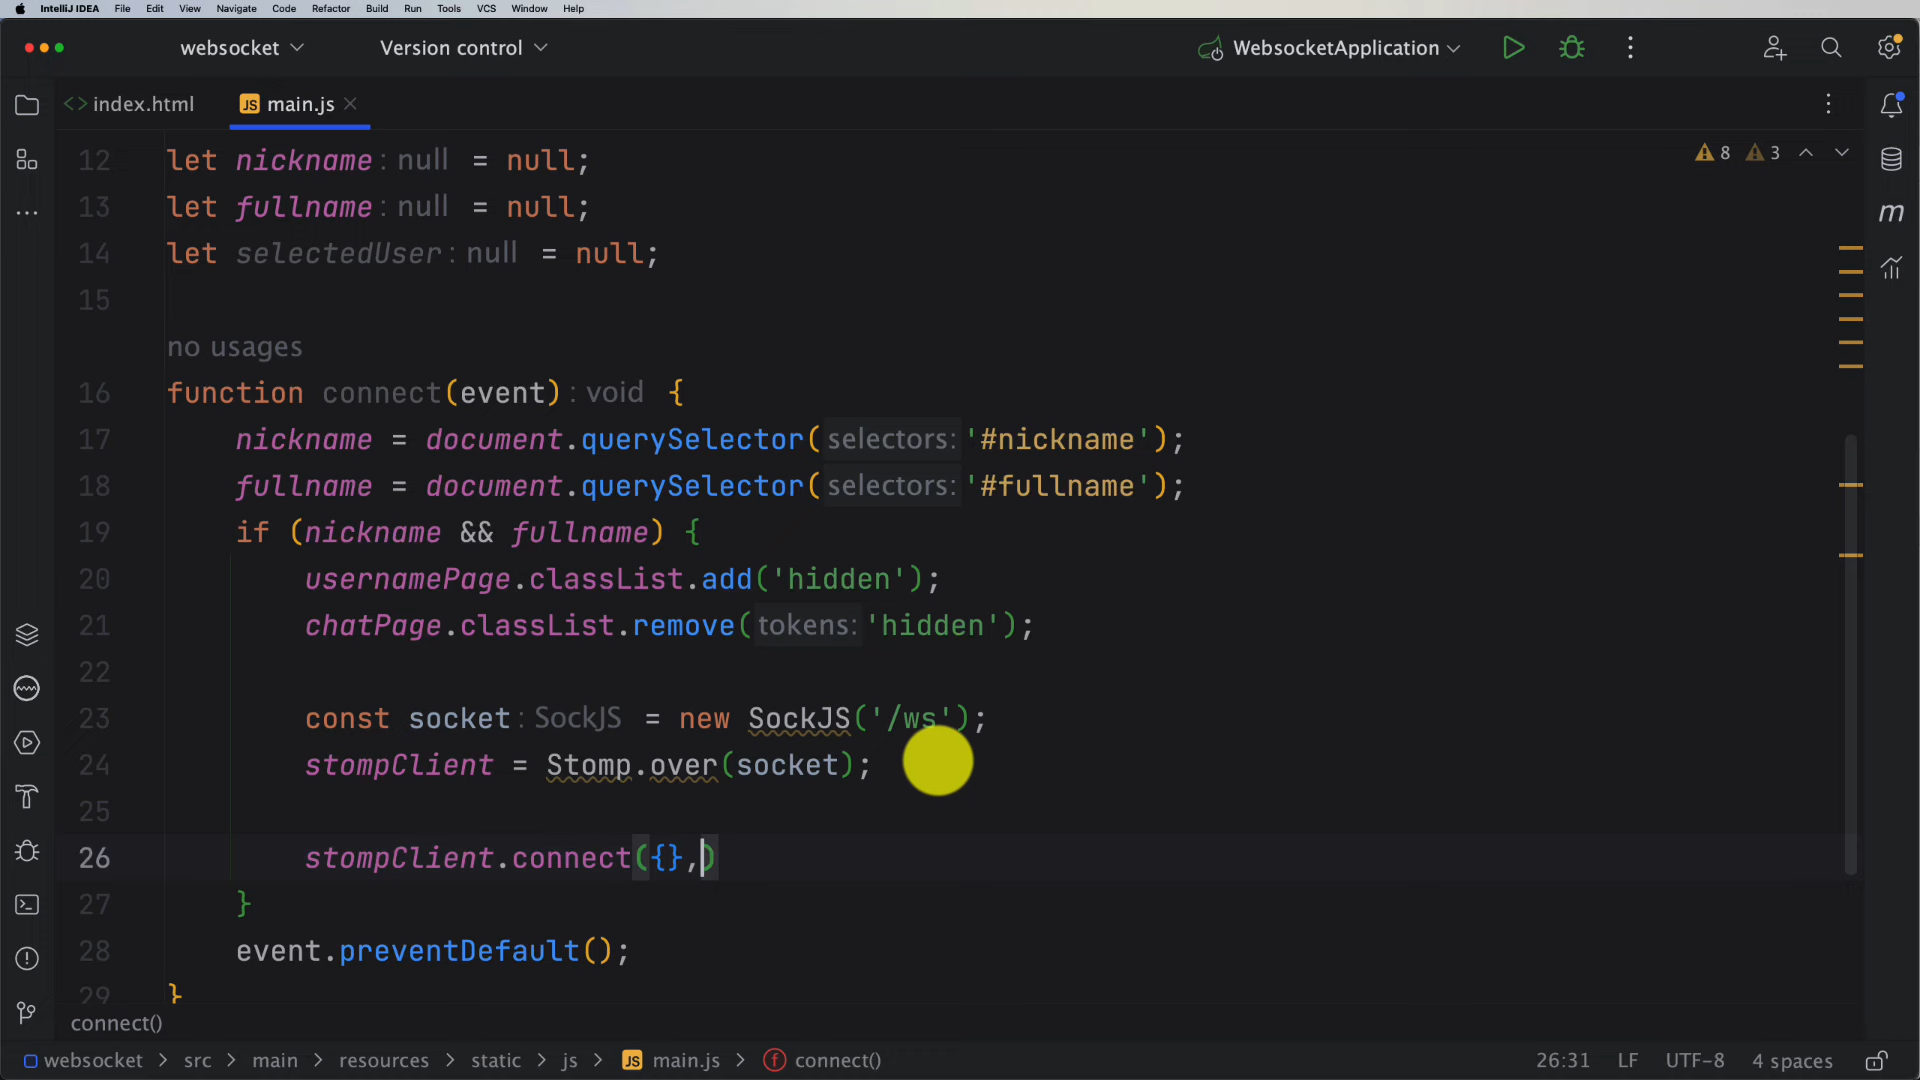 IntelliJ IDEA File Edit View Navigate Code Refactor Build Run Tools VCS Window Help
websocket Version control WebsocketApplication
<> index.html JS main.js
8 3
12 let nickname: null = null;
13 let fullname: null = null;
14 let selectedUser: null = null;
15
no usages
16 function connect(event): void {
17 nickname = document.querySelector( selectors: '#nickname');
18 fullname = document.querySelector( selectors: '#fullname');
19 if (nickname && fullname) {
20 usernamePage.classList.add('hidden');
21 chatPage.classList.remove( tokens: 'hidden');
22
23 const socket: SockJS = new SockJS('/ws');
24 stompClient = Stomp.over(socket);
25
26 stompClient.connect({},)
27 }
28 event.preventDefault();
29 }
connect()
websocket > src > main > resources > static > js > JS main.js > f connect() 26:31 LF UTF-8 4 spaces